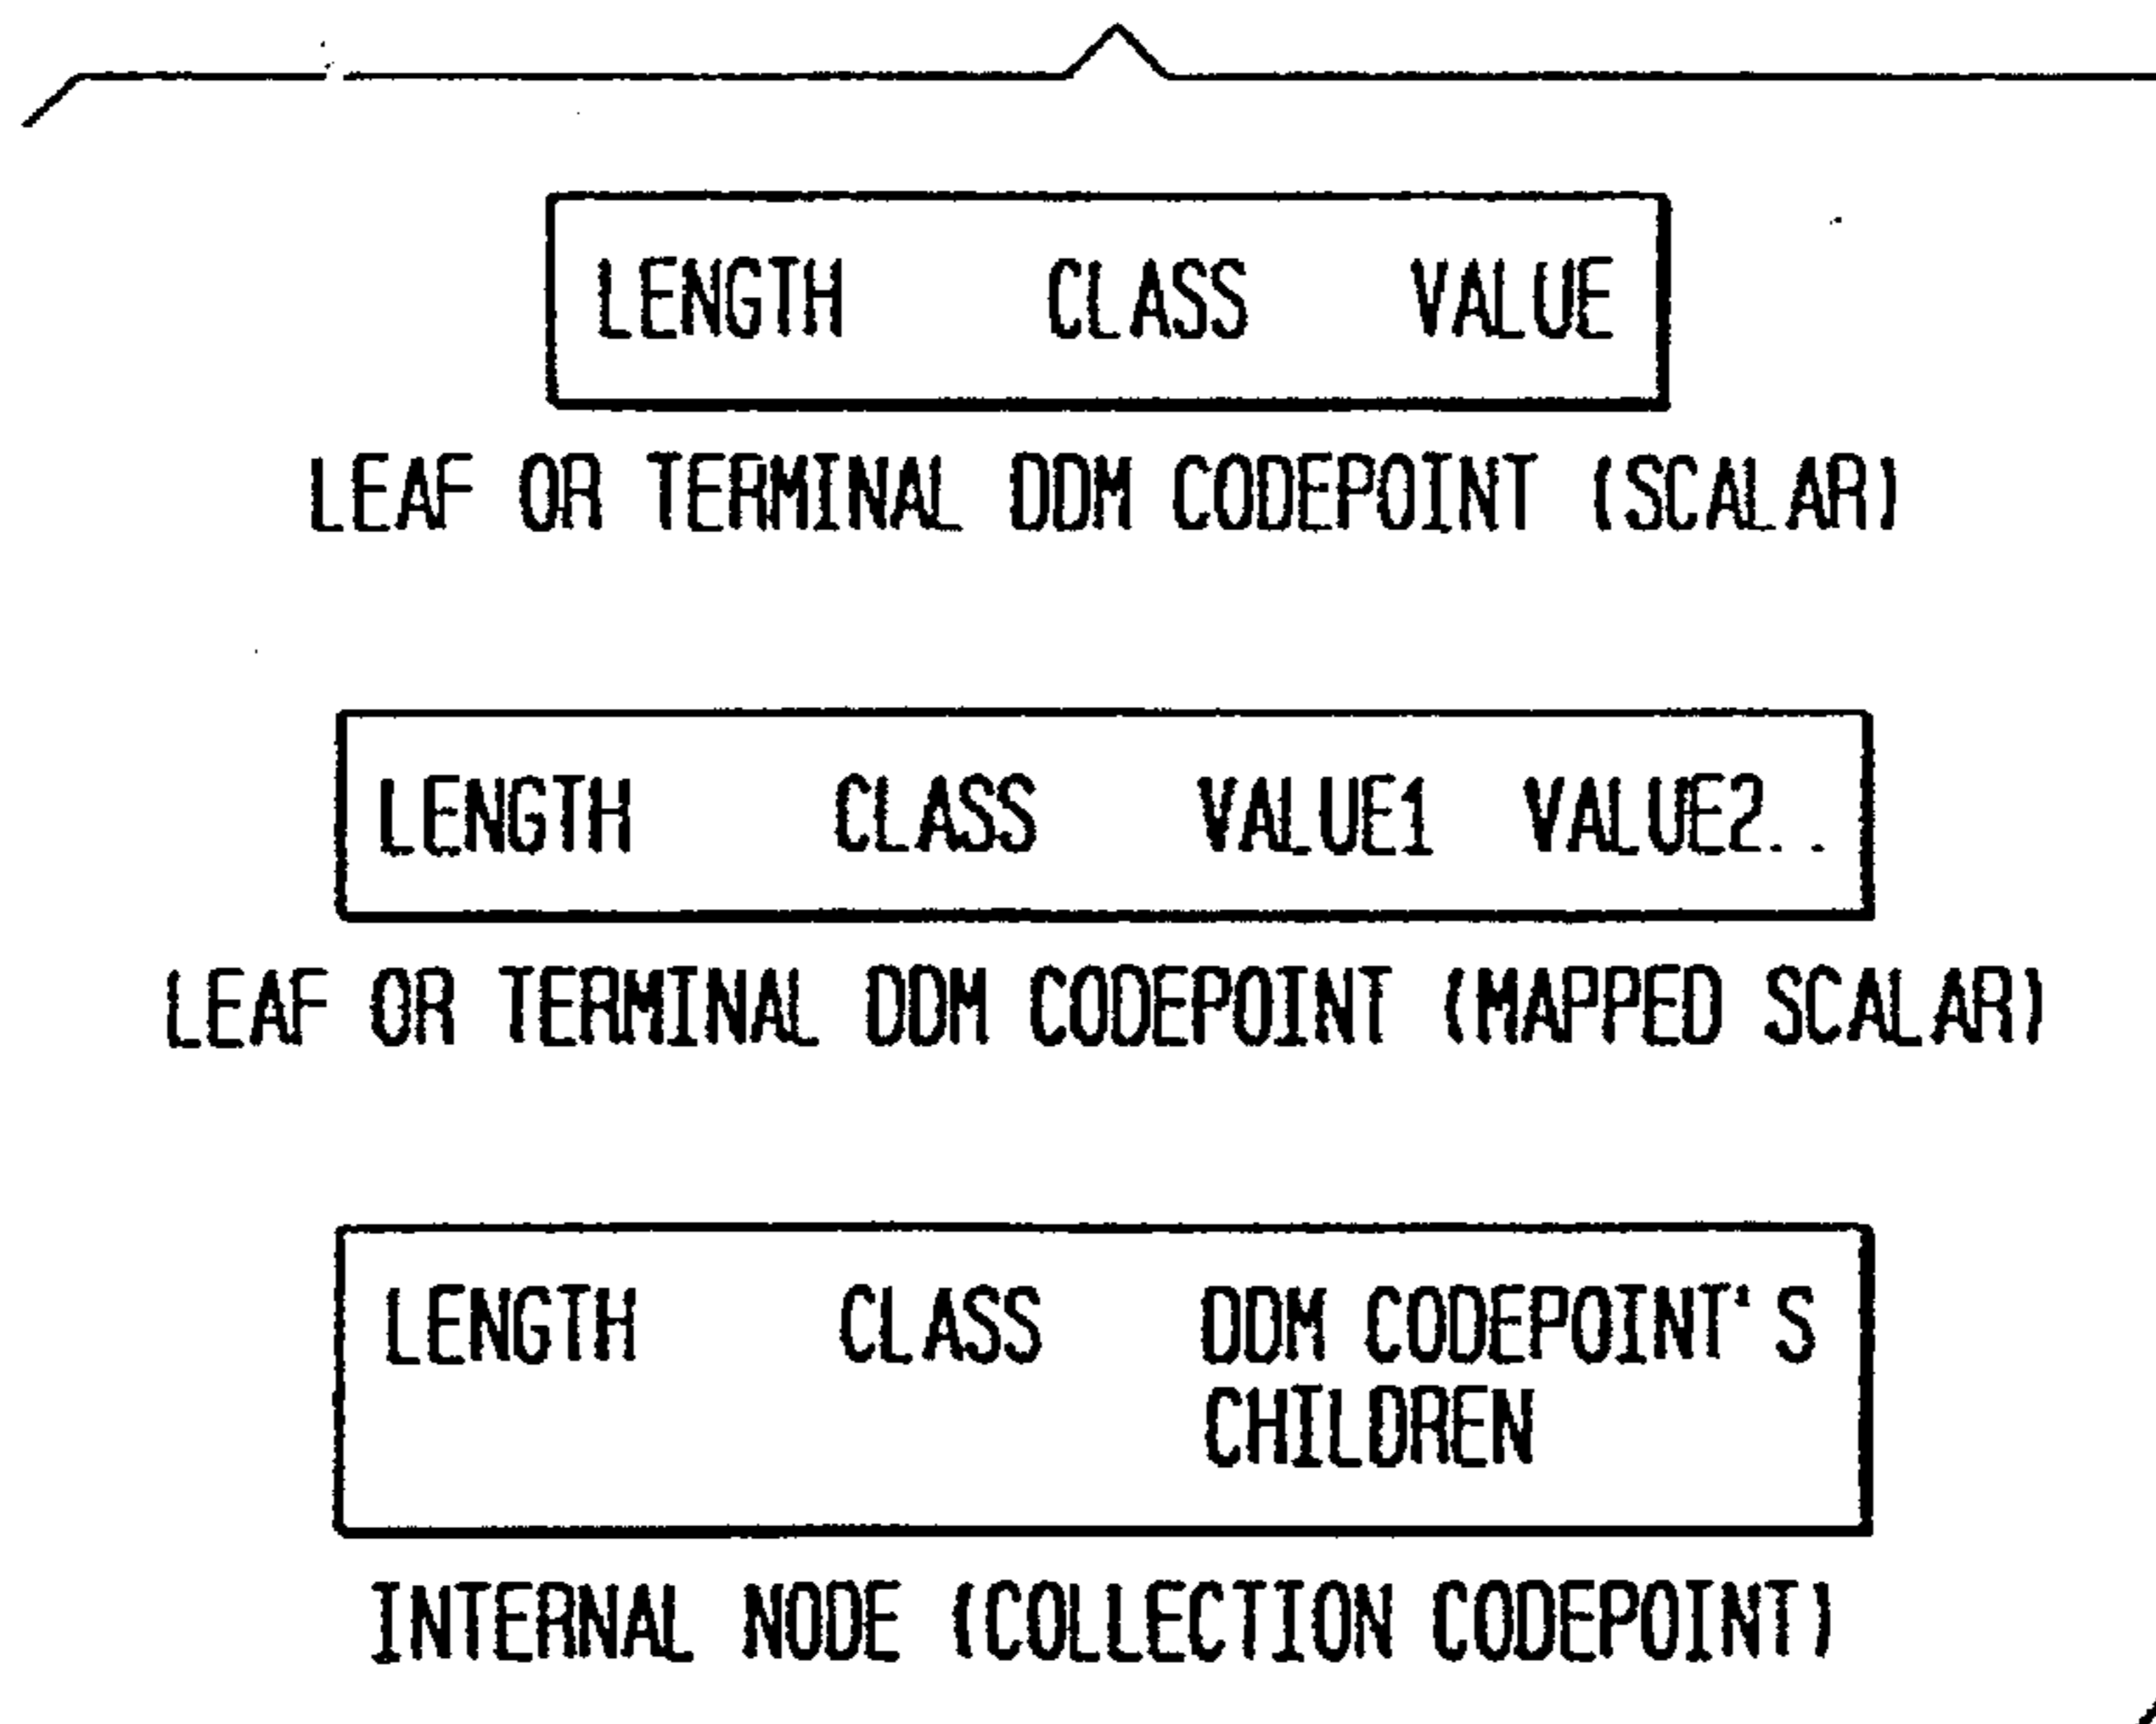 LENGTH CLASS VALUE
LEAF OR TERMINAL DDM CODEPOINT (SCALAR)
LENGTH CLASS VALUE1 VALUE2..
LEAF OR TERMINAL DDM CODEPOINT (MAPPED SCALAR)
LENGTH CLASS DDM CODEPOINT'S
CHILDREN
INTERNAL NODE (COLLECTION CODEPOINT)